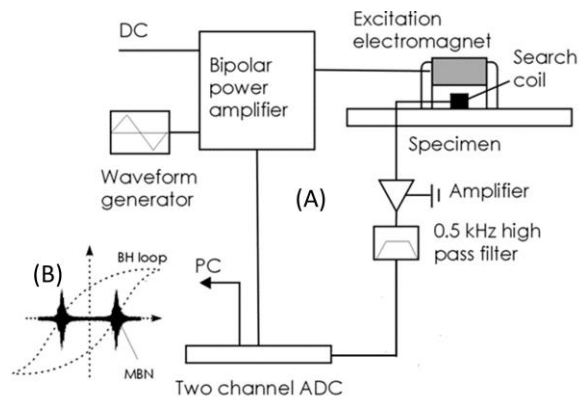 DC
Bipolar
power
amplifier
Excitation
electromagnet
Search
coil
Waveform
generator
Specimen
(A)
Amplifier
0.5 kHz high
pass filter
(B)
BH loop
PC
MBN
Two channel ADC